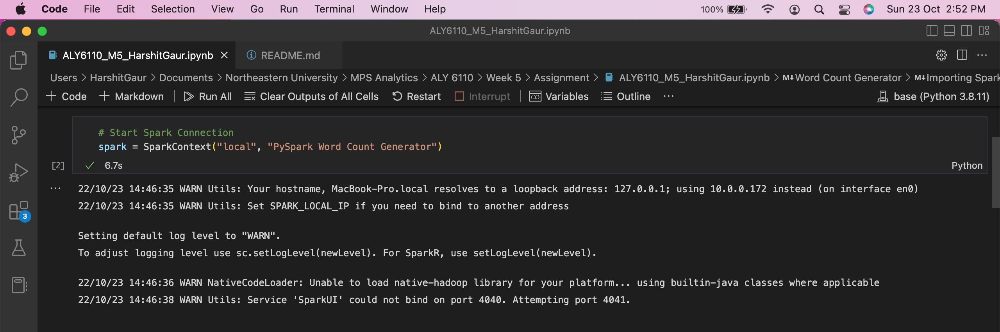 Code File Edit Selection View Go Run Terminal Window Help 100% Sun 23 Oct 2:52 PM
ALY6110_M5_HarshitGaur.ipynb
ALY6110_M5_HarshitGaur.ipynb README.md
Users > HarshitGaur > Documents > Northeastern University > MPS Analytics > ALY 6110 > Week 5 > Assignment > ALY6110_M5_HarshitGaur.ipynb > M↓Word Count Generator > M↓Importing Spark
+ Code + Markdown Run All Clear Outputs of All Cells Restart Interrupt (x) Variables Outline ... base (Python 3.8.11)
# Start Spark Connection
spark = SparkContext("local", "PySpark Word Count Generator")
[2] ✓ 6.7s Python
... 22/10/23 14:46:35 WARN Utils: Your hostname, MacBook-Pro.local resolves to a loopback address: 127.0.0.1; using 10.0.0.172 instead (on interface en0)
22/10/23 14:46:35 WARN Utils: Set SPARK_LOCAL_IP if you need to bind to another address
3
Setting default log level to "WARN".
To adjust logging level use sc.setLogLevel(newLevel). For SparkR, use setLogLevel(newLevel).
22/10/23 14:46:36 WARN NativeCodeLoader: Unable to load native-hadoop library for your platform... using builtin-java classes where applicable
22/10/23 14:46:38 WARN Utils: Service 'SparkUI' could not bind on port 4040. Attempting port 4041.